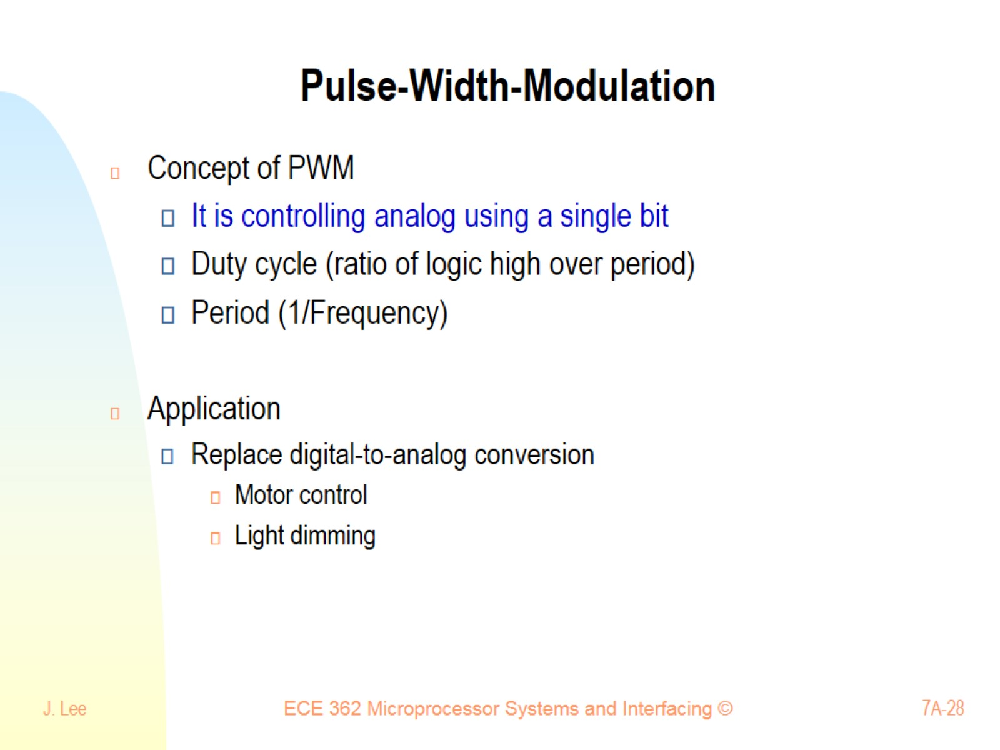 Pulse-Width-Modulation
Concept of PWM
It is controlling analog using a single bit
Duty cycle (ratio of logic high over period)
Period (1/Frequency)
Application
Replace digital-to-analog conversion
Motor control
Light dimming
J. Lee
ECE 362 Microprocessor Systems and Interfacing ©
7A-28